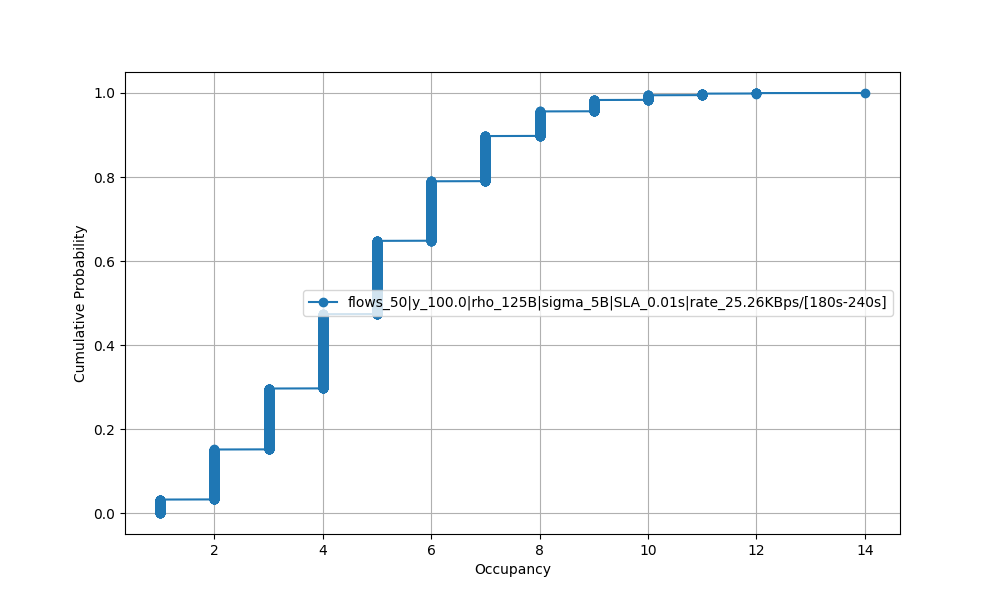 1.0
0.8
0.6
0.4
0.2
0.0
Cumulative Probability
flows_50|y_100.0|rho_125B|sigma_5B|SLA_0.01s|rate_25.26KBps/[180s-240s]
2 4 6 8 10 12 14
Occupancy